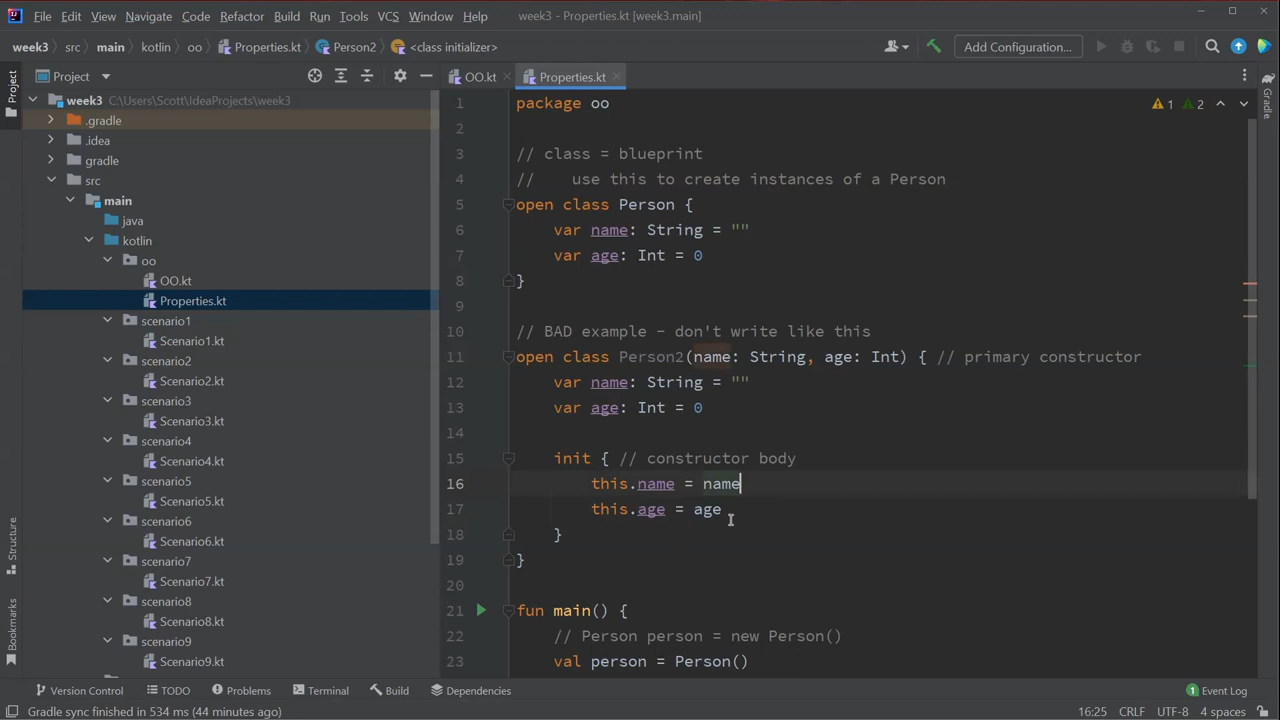 File Edit View Navigate Code Refactor Build Run Tools VCS Window Help week3 - Properties.kt [week3.main]
week3 src main kotlin oo Properties.kt Person2 <class initializer> Add Configuration...
Project
Project
OO.kt Properties.kt
Gradle
week3 C:\Users\Scott\IdeaProjects\week3
.gradle
.idea
gradle
src
main
java
kotlin
oo
OO.kt
Properties.kt
scenario1
Scenario1.kt
scenario2
Scenario2.kt
scenario3
Scenario3.kt
scenario4
Scenario4.kt
scenario5
Scenario5.kt
scenario6
Scenario6.kt
scenario7
Scenario7.kt
scenario8
Scenario8.kt
scenario9
Scenario9.kt
Structure
Bookmarks
1 package oo
1 2
2
3 // class = blueprint
4 //    use this to create instances of a Person
5 open class Person {
6     var name: String = ""
7     var age: Int = 0
8 }
9
10 // BAD example - don't write like this
11 open class Person2(name: String, age: Int) { // primary constructor
12     var name: String = ""
13     var age: Int = 0
14
15     init { // constructor body
16         this.name = name
17         this.age = age
18     }
19 }
20
21 fun main() {
22     // Person person = new Person()
23     val person = Person()
Version Control TODO Problems Terminal Build Dependencies 1 Event Log
Gradle sync finished in 534 ms (44 minutes ago) 16:25 CRLF UTF-8 4 spaces